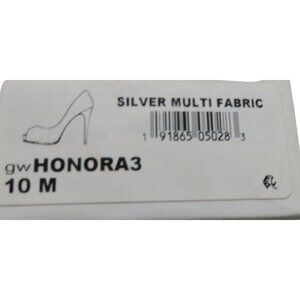 SILVER MULTI FABRIC
1 91865 05028 3
gwHONORA3
10 M